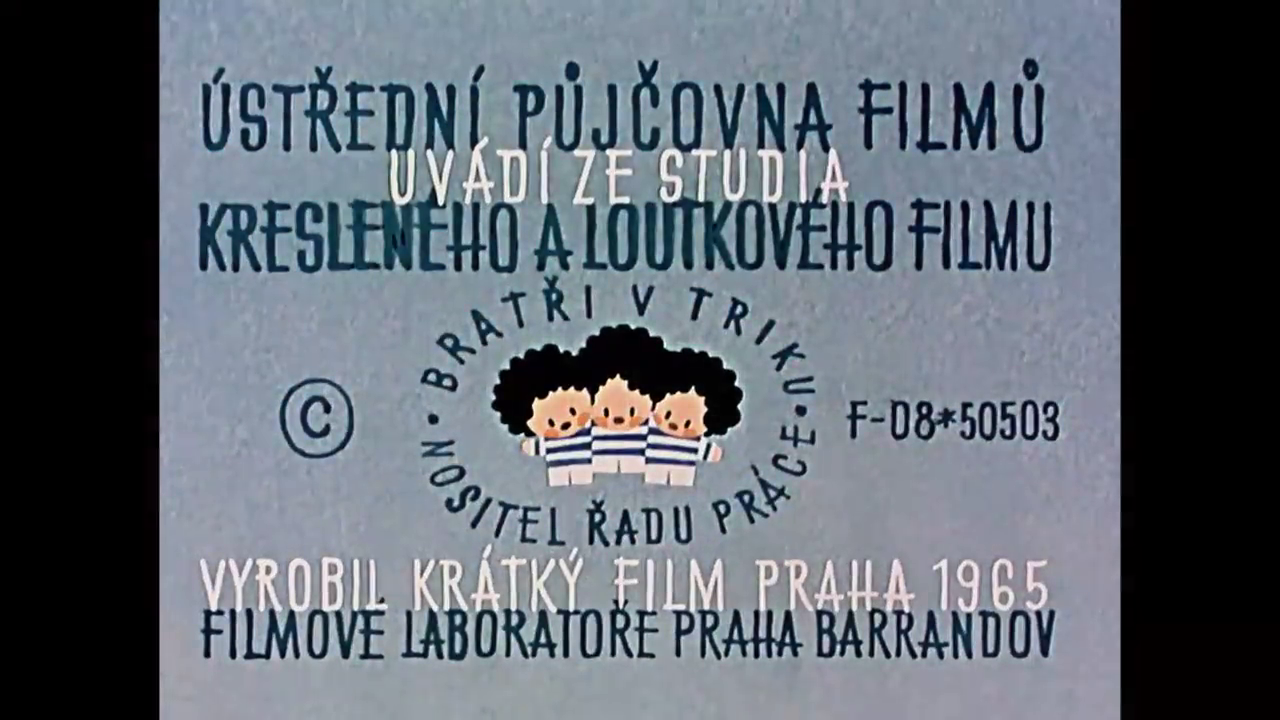 ÚSTŘEDNÍ PŮJČOVNA FILMŮ
UVÁDÍ ZE STUDIA
KRESLENÉHO A LOUTKOVÉHO FILMU
BRATŘI V TRIKU
©
F-08*50503
• NOSITEL ŘADU PRÁCE •
VYROBIL KRÁTKÝ FILM PRAHA 1965
FILMOVÉ LABORATOŘE PRAHA BARRANDOV